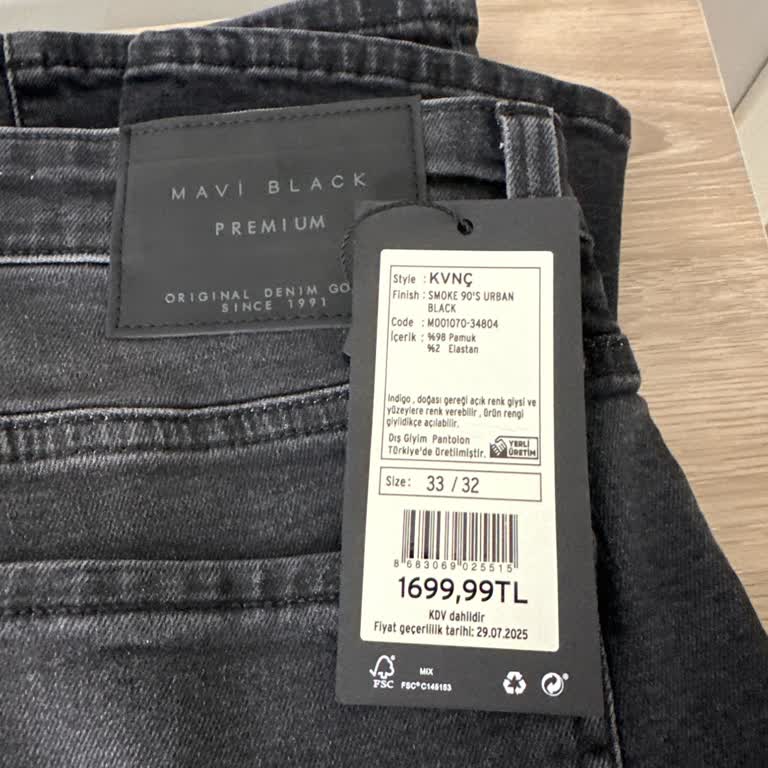 MAVİ BLACK
PREMIUM
ORIGINAL DENIM
SINCE 1991
Style : KVNÇ
Finish : SMOKE 90'S URBAN
BLACK
Code : M001070-34804
İçerik : %98 Pamuk
%2 Elastan
İndigo , doğası gereği açık renk giysi ve
yüzeylere renk verebilir , ürün rengi
giyildikçe açılabilir.
Dış Giyim Pantolon
Türkiye'de Üretilmiştir.
YERLİ
ÜRETİM
Size: 33 / 32
8 683069 025515
1699,99TL
KDV dahildir
Fiyat geçerlilik tarihi: 29.07.2025
FSC
MIX
FSC® C145153